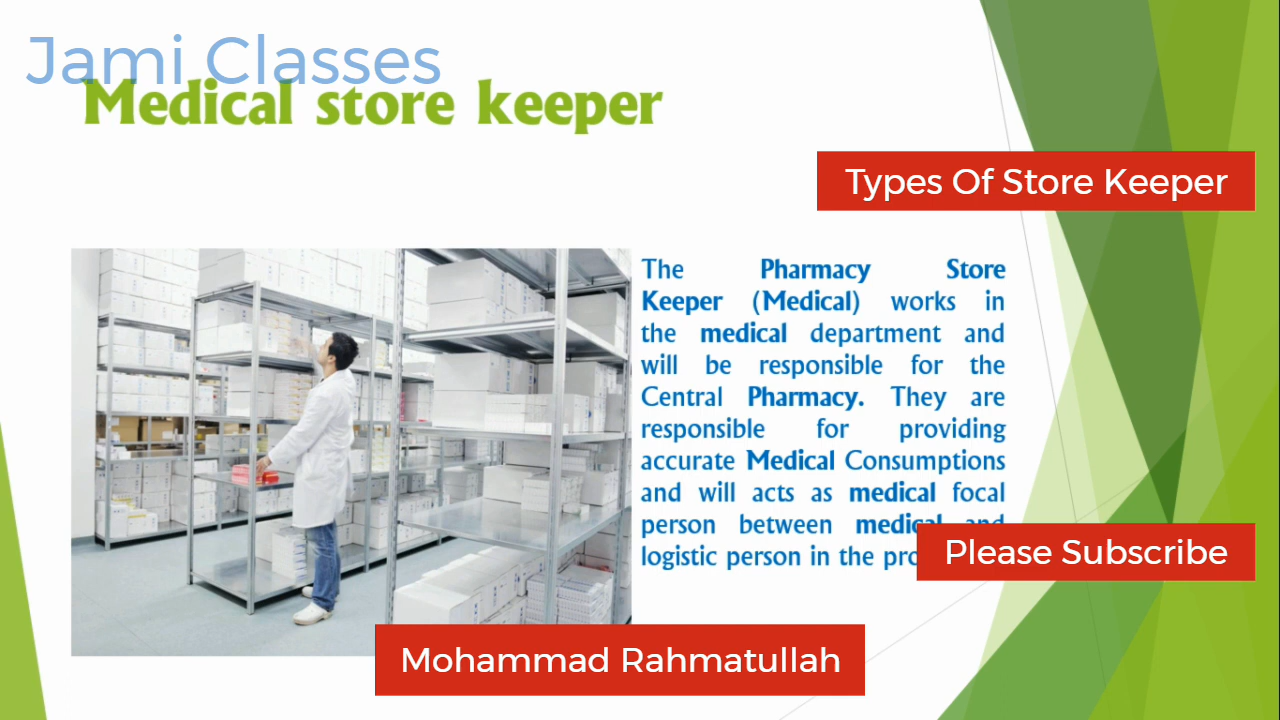 Jami Classes
Medical store keeper
Types Of Store Keeper
The Pharmacy Store
Keeper (Medical) works in
the medical department and
will be responsible for the
Central Pharmacy. They are
responsible for providing
accurate Medical Consumptions
and will acts as medical focal
person between medical and
logistic person in the
Please Subscribe
Mohammad Rahmatullah